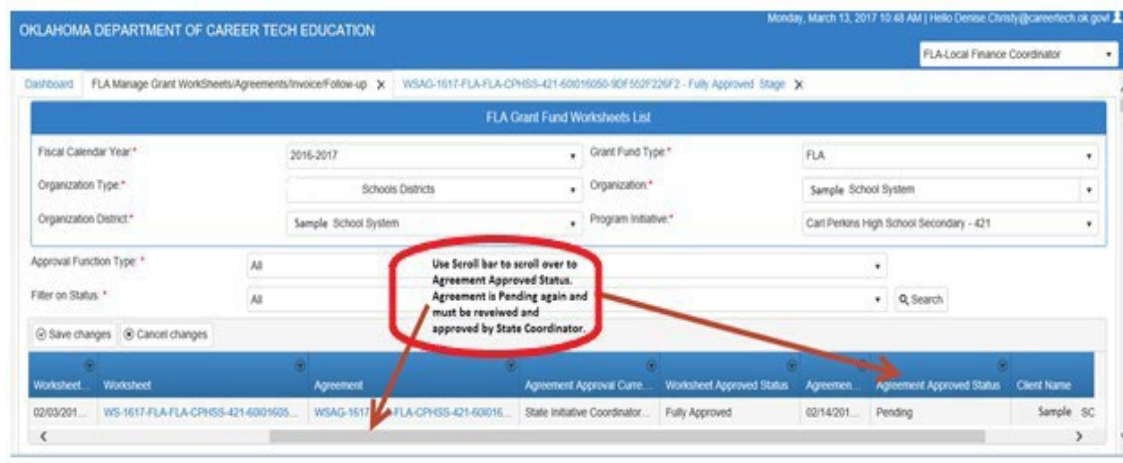 Monday, March 13, 2017 10:48 AM | Hello Denise.Christy@careertech.ok.gov!
OKLAHOMA DEPARTMENT OF CAREER TECH EDUCATION
FLA-Local Finance Coordinator
Dashboard FLA Manage Grant WorkSheets/Agreements/Invoice/Follow-up X WSAG-1617-FLA-FLA-CPHSS-421-60I016050-9DF552F226F2 - Fully Approved Stage X
FLA Grant Fund Worksheets List
Fiscal Calendar Year:* 2016-2017 Grant Fund Type:* FLA
Organization Type:* Schools Districts Organization:* Sample School System
Organization District:* Sample School System Program Initiative:* Carl Perkins High School Secondary - 421
Approval Function Type: * All
Filter on Status: * All Search
Use Scroll bar to scroll over to
Agreement Approved Status.
Agreement is Pending again and
must be reveiwed and
approved by State Coordinator.
Save changes Cancel changes
Worksheet... Worksheet Agreement Agreement Approval Curre... Worksheet Approved Status Agreemen... Agreement Approved Status Client Name
02/03/201... WS-1617-FLA-FLA-CPHSS-421-60I01605... WSAG-1617-FLA-FLA-CPHSS-421-60I016... State Initiative Coordinator... Fully Approved 02/14/201... Pending Sample SC